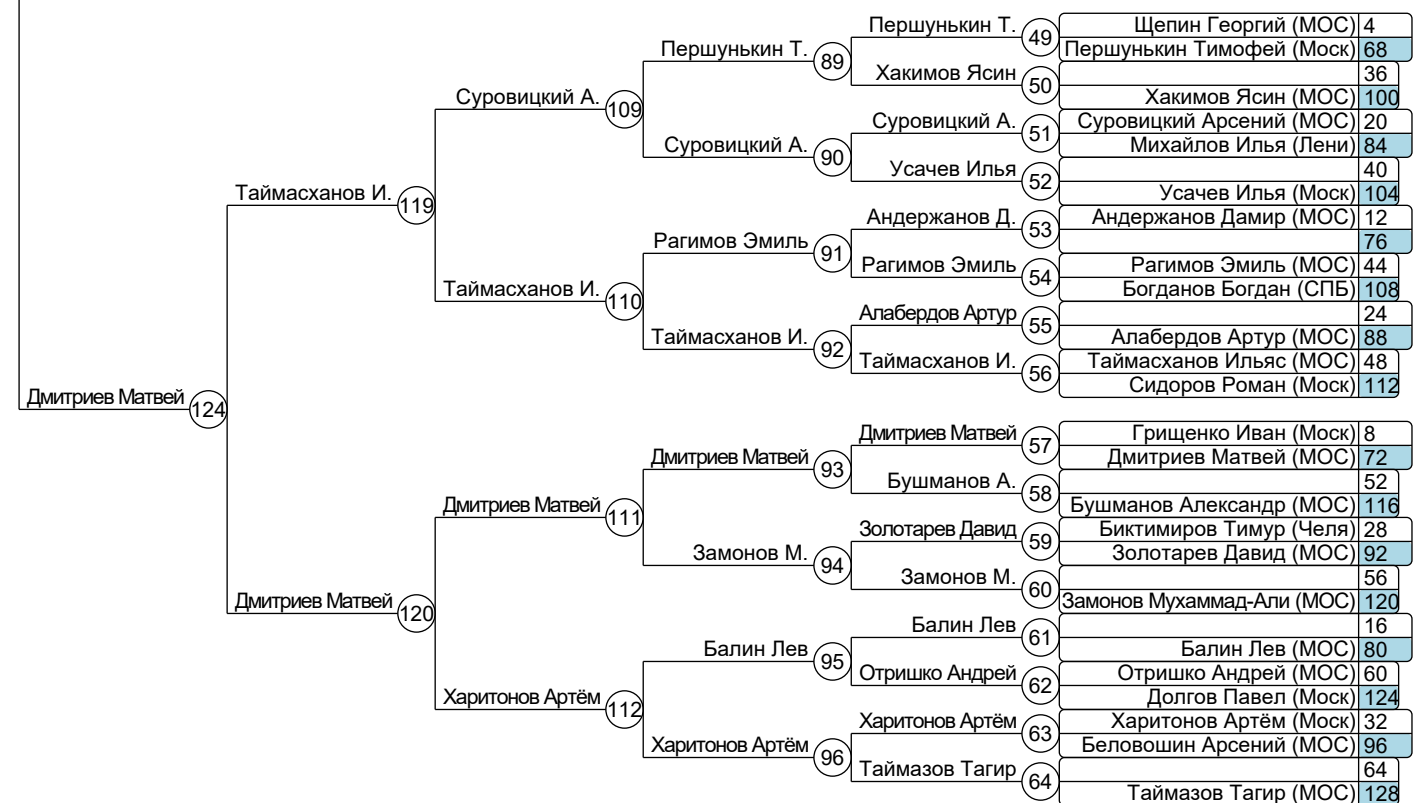 Першунькин Т. 49 Щепин Георгий (МОС) 4
Першунькин Т. 89 Першунькин Тимофей (Моск) 68
Хакимов Ясин 50 36
Суровицкий А. 109 Хакимов Ясин (МОС) 100
Суровицкий А. 51 Суровицкий Арсений (МОС) 20
Суровицкий А. 90 Михайлов Илья (Лени) 84
Усачев Илья 52 40
Таймасханов И. 119 Усачев Илья (Моск) 104
Андержанов Д. 53 Андержанов Дамир (МОС) 12
Рагимов Эмиль 91 76
Рагимов Эмиль 54 Рагимов Эмиль (МОС) 44
Таймасханов И. 110 Богданов Богдан (СПБ) 108
Алабердов Артур 55 24
Таймасханов И. 92 Алабердов Артур (МОС) 88
Таймасханов И. 56 Таймасханов Ильяс (МОС) 48
Сидоров Роман (Моск) 112
Дмитриев Матвей 124
Дмитриев Матвей 57 Грищенко Иван (Моск) 8
Дмитриев Матвей 93 Дмитриев Матвей (МОС) 72
Бушманов А. 58 52
Дмитриев Матвей 111 Бушманов Александр (МОС) 116
Золотарев Давид 59 Биктимиров Тимур (Челя) 28
Замонов М. 94 Золотарев Давид (МОС) 92
Замонов М. 60 56
Дмитриев Матвей 120 Замонов Мухаммад-Али (МОС) 120
Балин Лев 61 16
Балин Лев 95 Балин Лев (МОС) 80
Отришко Андрей 62 Отришко Андрей (МОС) 60
Харитонов Артём 112 Долгов Павел (Моск) 124
Харитонов Артём 63 Харитонов Артём (Моск) 32
Харитонов Артём 96 Беловошин Арсений (МОС) 96
Таймазов Тагир 64 64
Таймазов Тагир (МОС) 128